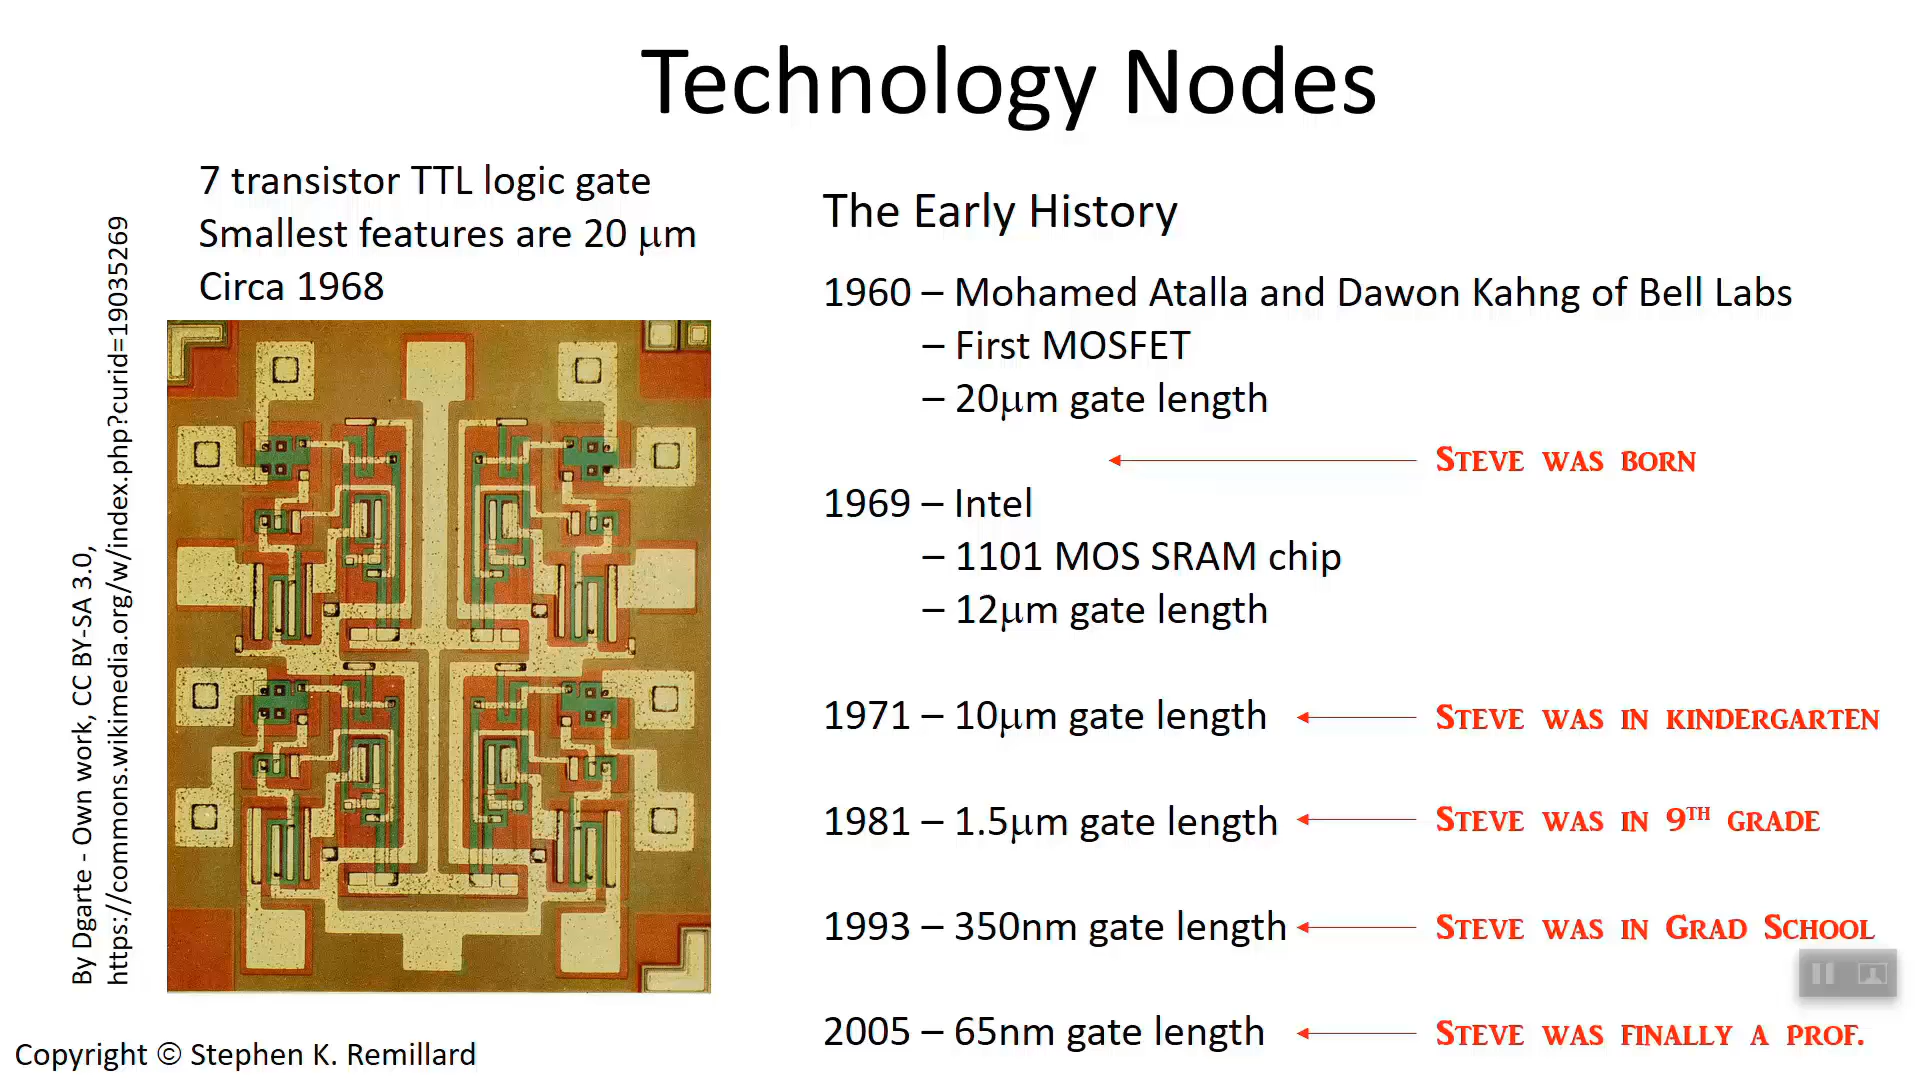 Technology Nodes
7 transistor TTL logic gate
Smallest features are 20 μm
Circa 1968
By Dgarte - Own work, CC BY-SA 3.0,
https://commons.wikimedia.org/w/index.php?curid=19035269
The Early History
1960 – Mohamed Atalla and Dawon Kahng of Bell Labs
– First MOSFET
– 20μm gate length
Steve was born
1969 – Intel
– 1101 MOS SRAM chip
– 12μm gate length
1971 – 10μm gate length
Steve was in kindergarten
1981 – 1.5μm gate length
Steve was in 9th grade
1993 – 350nm gate length
Steve was in Grad School
2005 – 65nm gate length
Steve was finally a prof.
Copyright © Stephen K. Remillard